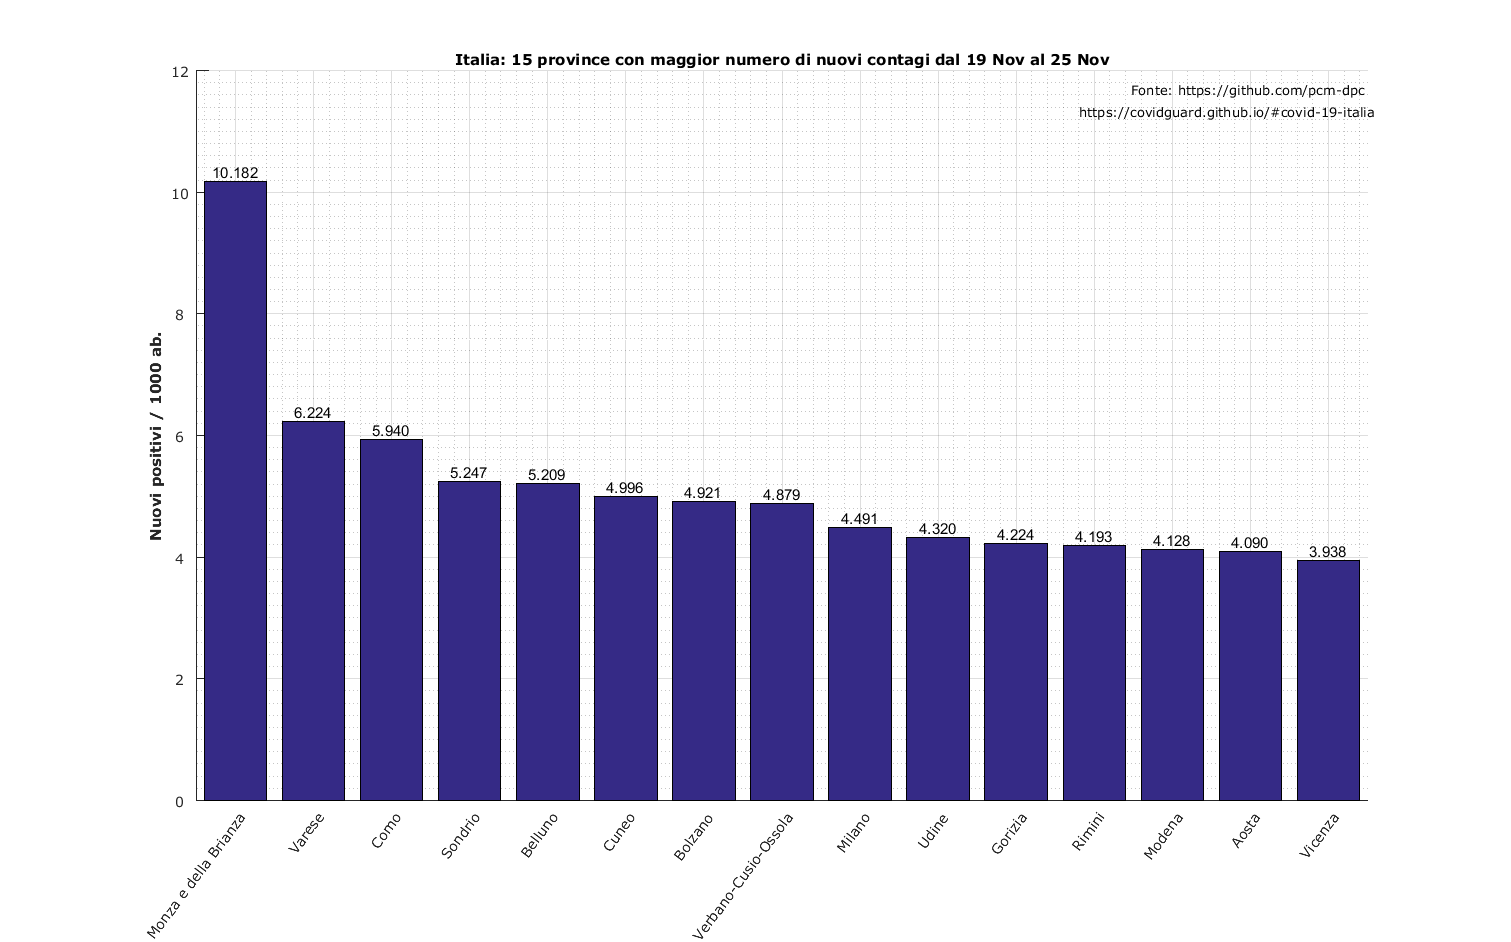 Italia: 15 province con maggior numero di nuovi contagi dal 19 Nov al 25 Nov
Fonte: https://github.com/pcm-dpc
https://covidguard.github.io/#covid-19-italia
Nuovi positivi / 1000 ab.
12
10
8
6
4
2
0
10.182
6.224
5.940
5.247
5.209
4.996
4.921
4.879
4.491
4.320
4.224
4.193
4.128
4.090
3.938
Monza e della Brianza
Varese
Como
Sondrio
Belluno
Cuneo
Bolzano
Verbano-Cusio-Ossola
Milano
Udine
Gorizia
Rimini
Modena
Aosta
Vicenza